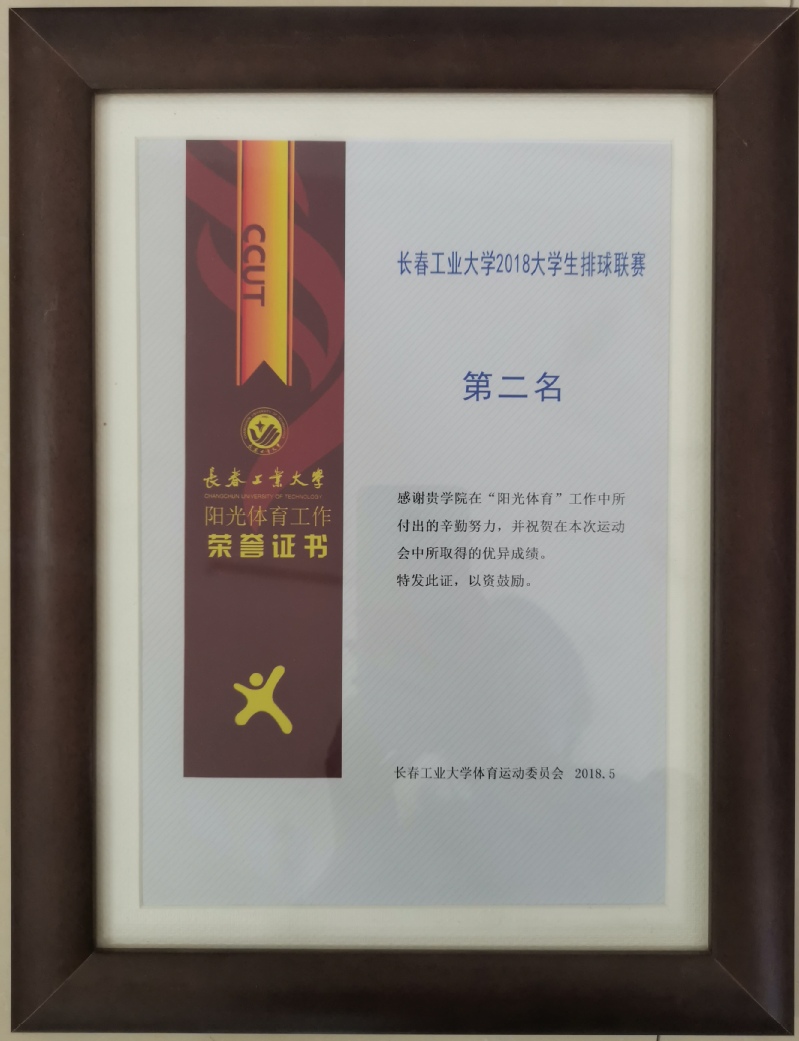 CCUT
长春工业大学
CHANGCHUN UNIVERSITY OF TECHNOLOGY
阳光体育工作
荣誉证书
长春工业大学2018大学生排球联赛
第二名
感谢贵学院在“阳光体育”工作中所
付出的辛勤努力，并祝贺在本次运动
会中所取得的优异成绩。
特发此证，以资鼓励。
长春工业大学体育运动委员会 2018.5